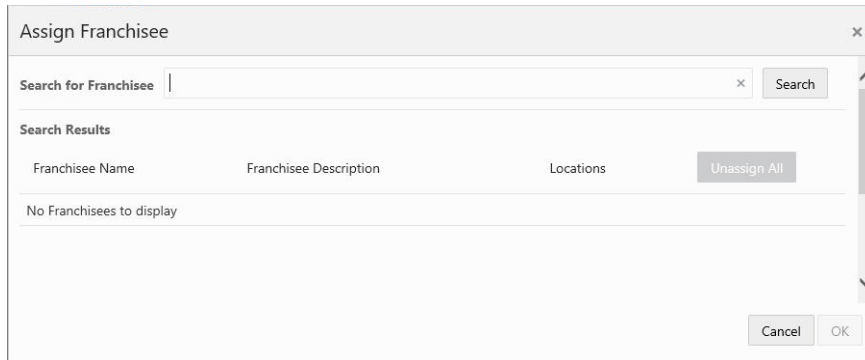 Assign Franchisee ×
Search for Franchisee × Search
Search Results
Franchisee Name Franchisee Description Locations Unassign All
No Franchisees to display
Cancel OK